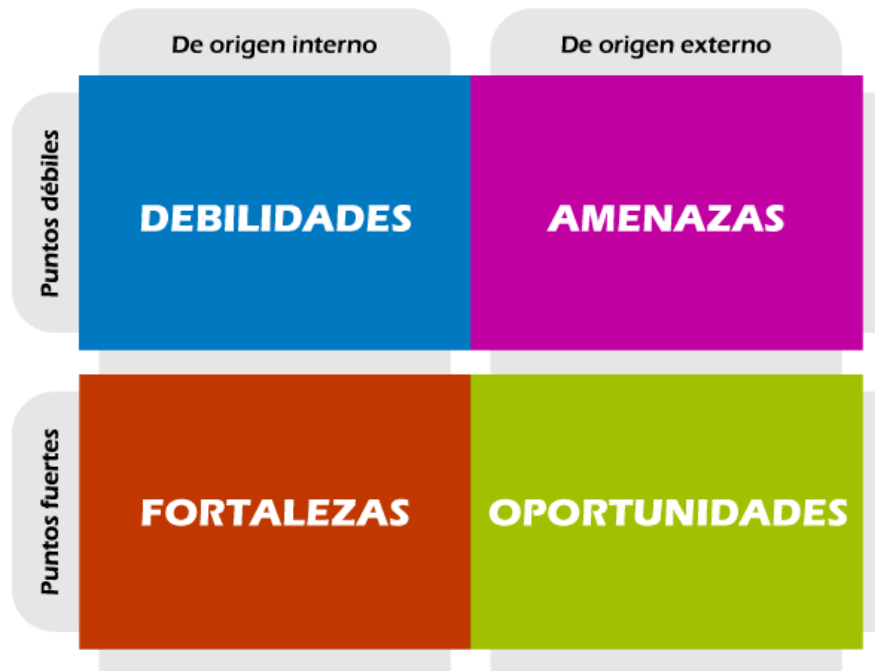 De origen interno
De origen externo
Puntos débiles
DEBILIDADES
AMENAZAS
Puntos fuertes
FORTALEZAS
OPORTUNIDADES